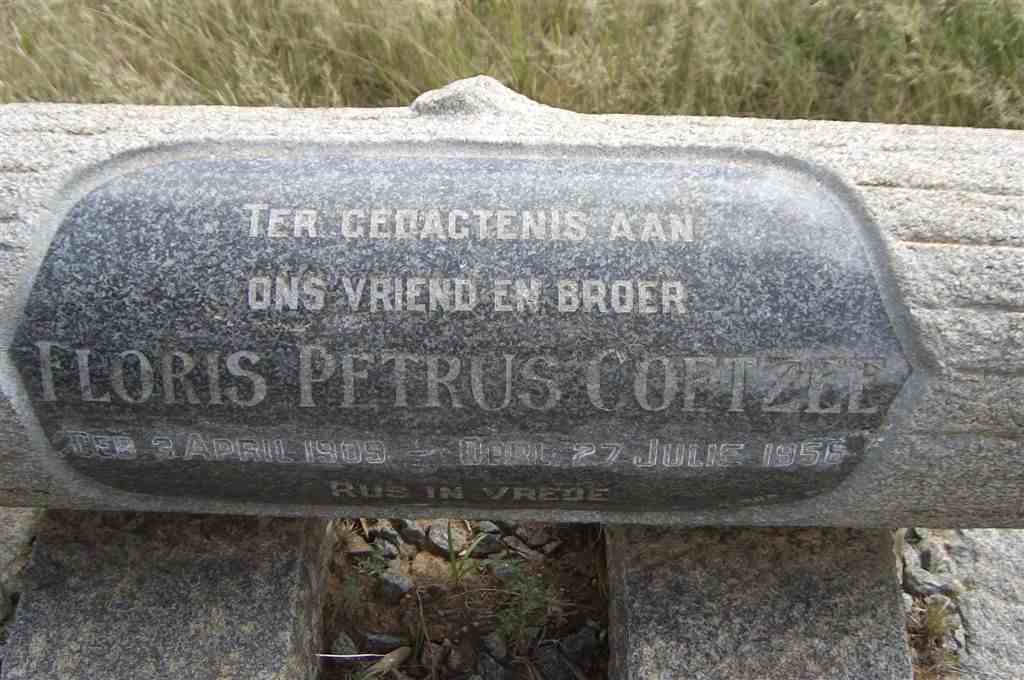 TER GEDAGTENIS AAN
ONS VRIEND EN BROER
FLORIS PETRUS COETZEE
GEB. 3 APRIL 1909 - OORL. 27 JULIE 1956
RUS IN VREDE